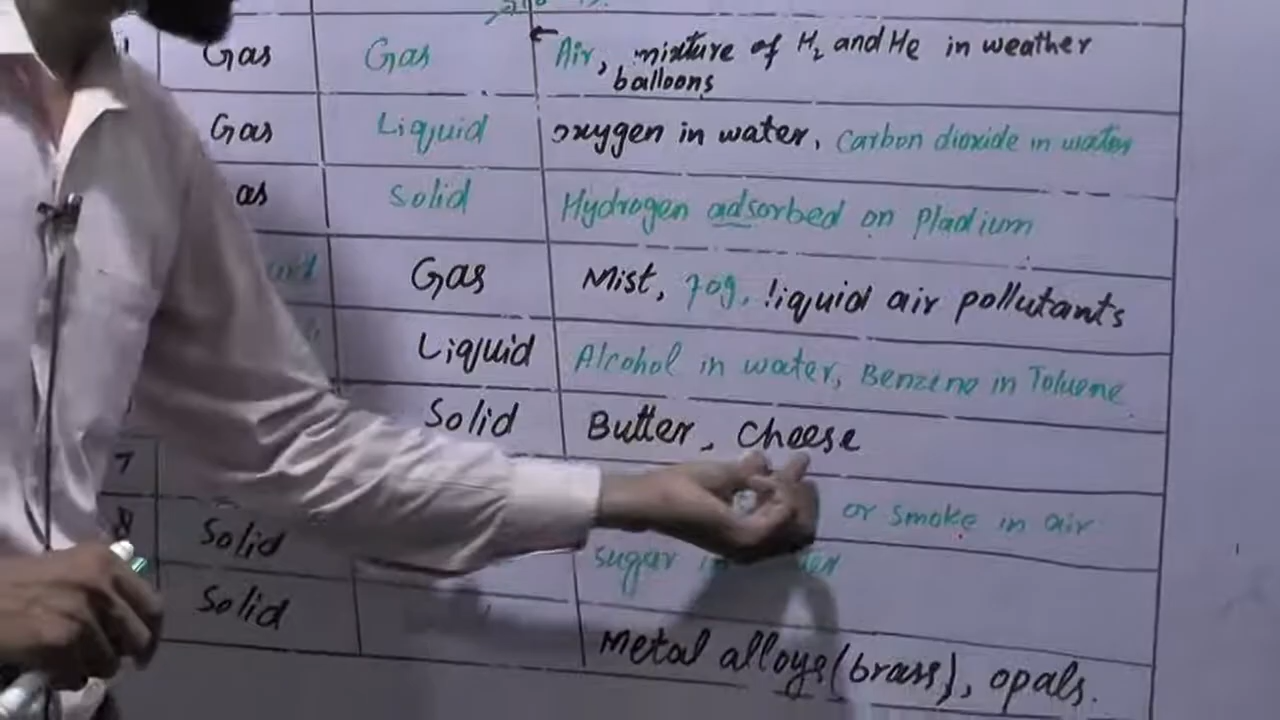 Gas Gas Air, mixture of H₂ and He in weather
balloons
Gas Liquid oxygen in water, Carbon dioxide in water
as Solid Hydrogen adsorbed on Pladium
Gas Mist, fog, liquid air pollutants
Liquid Alcohol in water, Benzene in Toluene
Solid Butter, Cheese
7 or smoke in air
8 Solid sugar
Solid Metal alloys (brass), opals.